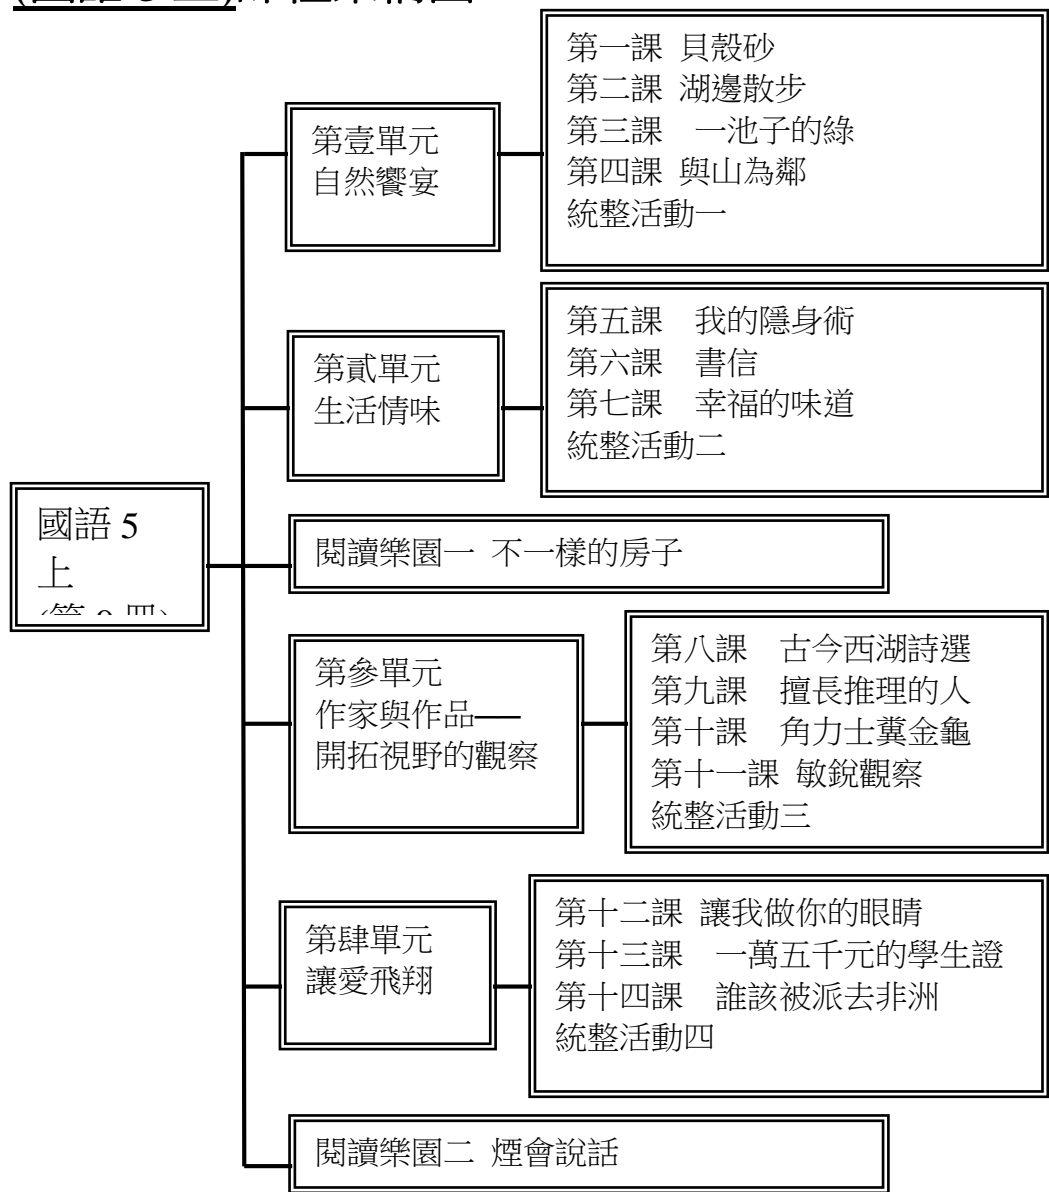 國語 5
上
第壹單元
自然饗宴
第一課 貝殼砂
第二課 湖邊散步
第三課 一池子的綠
第四課 與山為鄰
統整活動一
第貳單元
生活情味
第五課 我的隱身術
第六課 書信
第七課 幸福的味道
統整活動二
閱讀樂園一 不一樣的房子
第參單元
作家與作品──
開拓視野的觀察
第八課 古今西湖詩選
第九課 擅長推理的人
第十課 角力士糞金龜
第十一課 敏銳觀察
統整活動三
第肆單元
讓愛飛翔
第十二課 讓我做你的眼睛
第十三課 一萬五千元的學生證
第十四課 誰該被派去非洲
統整活動四
閱讀樂園二 煙會說話